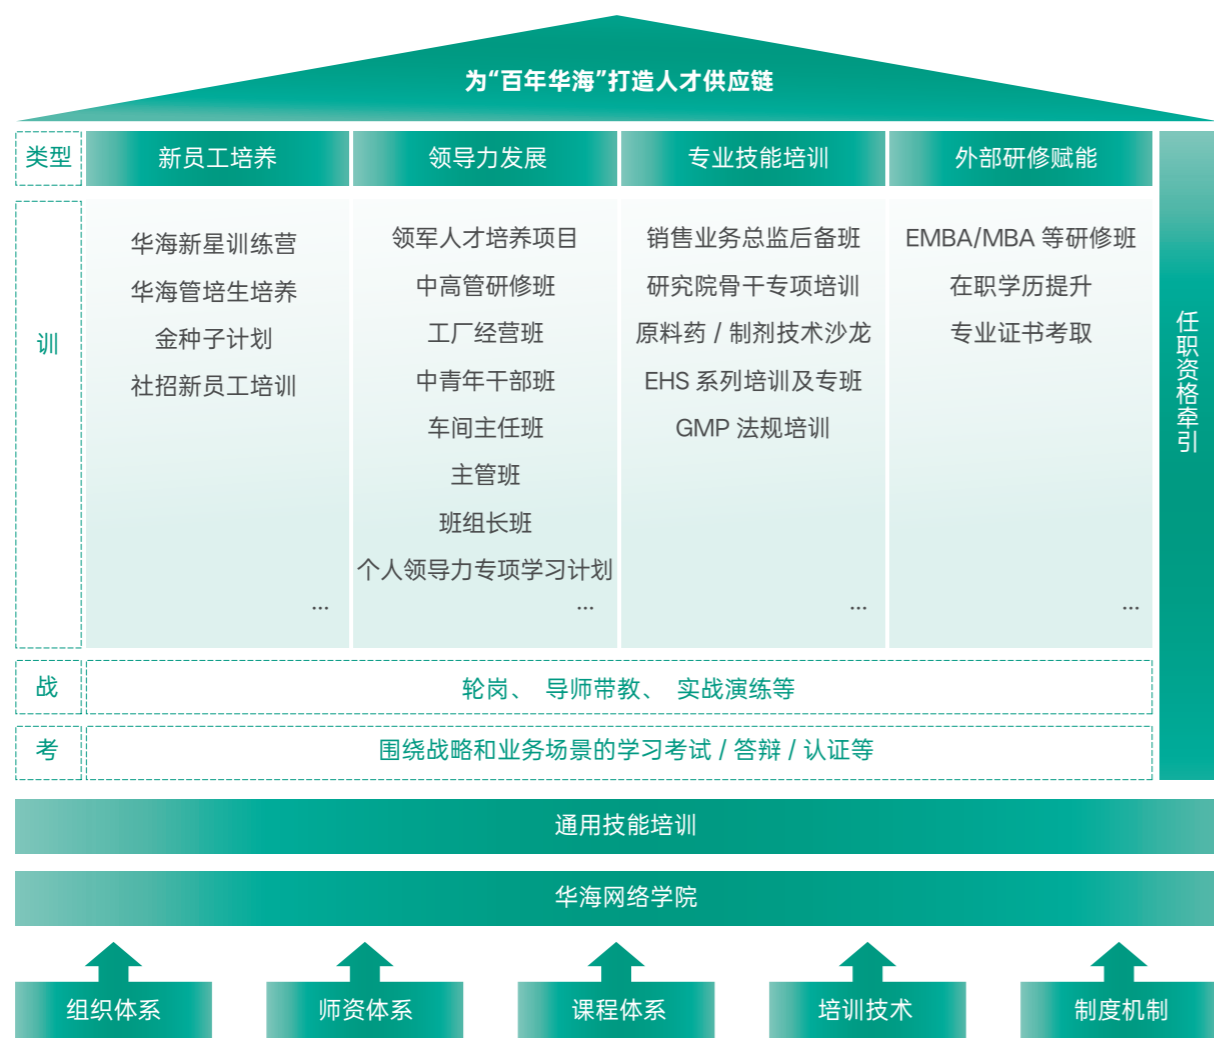 为“百年华海”打造人才供应链
类型
新员工培养
领导力发展
专业技能培训
外部研修赋能
训
华海新星训练营
华海管培生培养
金种子计划
社招新员工培训
...
领军人才培养项目
中高管研修班
工厂经营班
中青年干部班
车间主任班
主管班
班组长班
个人领导力专项学习计划
...
销售业务总监后备班
研究院骨干专项培训
原料药 / 制剂技术沙龙
EHS 系列培训及专班
GMP 法规培训
...
EMBA/MBA 等研修班
在职学历提升
专业证书考取
...
任职资格牵引
战
轮岗、 导师带教、 实战演练等
考
围绕战略和业务场景的学习考试 / 答辩 / 认证等
通用技能培训
华海网络学院
组织体系
师资体系
课程体系
培训技术
制度机制